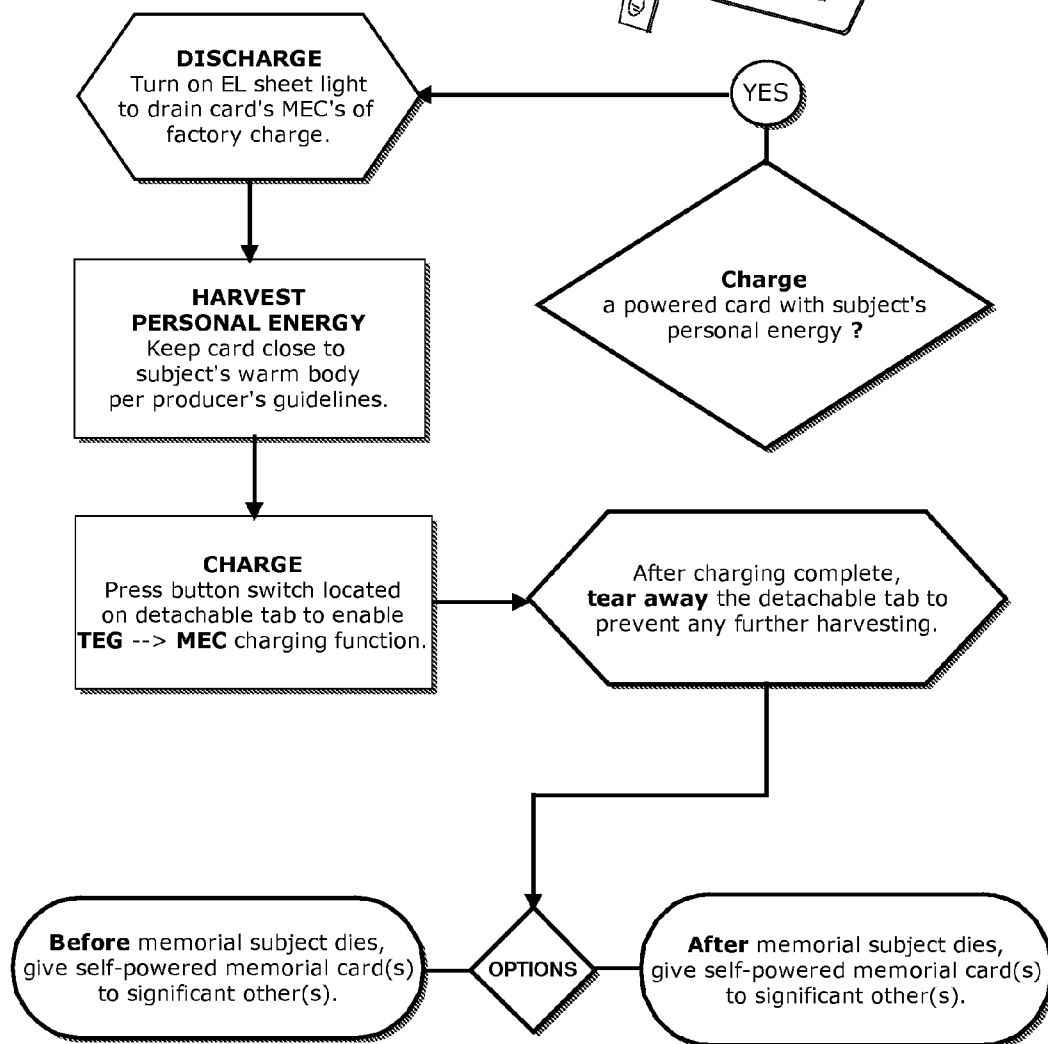 DISCHARGE
Turn on EL sheet light
to drain card's MEC's of
factory charge.
YES
Charge
a powered card with subject's
personal energy ?
HARVEST
PERSONAL ENERGY
Keep card close to
subject's warm body
per producer's guidelines.
CHARGE
Press button switch located
on detachable tab to enable
TEG --> MEC charging function.
After charging complete,
tear away the detachable tab to
prevent any further harvesting.
Before memorial subject dies,
give self-powered memorial card(s)
to significant other(s).
OPTIONS
After memorial subject dies,
give self-powered memorial card(s)
to significant other(s).